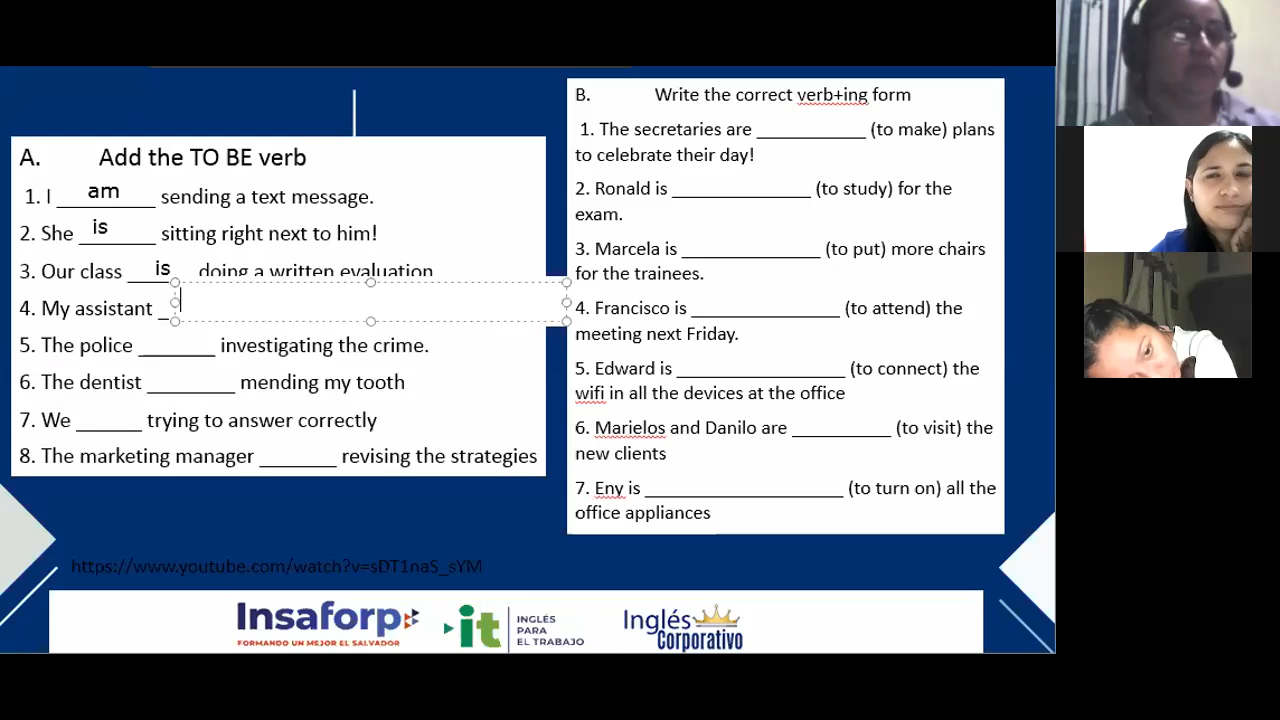 A. Add the TO BE verb
1. I am sending a text message.
2. She is sitting right next to him!
3. Our class is doing a written evaluation
4. My assistant
5. The police ________ investigating the crime.
6. The dentist _________ mending my tooth
7. We _______ trying to answer correctly
8. The marketing manager ________ revising the strategies
B. Write the correct verb+ing form
1. The secretaries are ____________ (to make) plans
to celebrate their day!
2. Ronald is _______________ (to study) for the
exam.
3. Marcela is _______________ (to put) more chairs
for the trainees.
4. Francisco is ________________ (to attend) the
meeting next Friday.
5. Edward is __________________ (to connect) the
wifi in all the devices at the office
6. Marielos and Danilo are ___________ (to visit) the
new clients
7. Eny is _____________________ (to turn on) all the
office appliances
https://www.youtube.com/watch?v=sDT1naS_sYM
Insaforp
FORMANDO UN MEJOR EL SALVADOR
it
INGLÉS
PARA
EL TRABAJO
Inglés
Corporativo